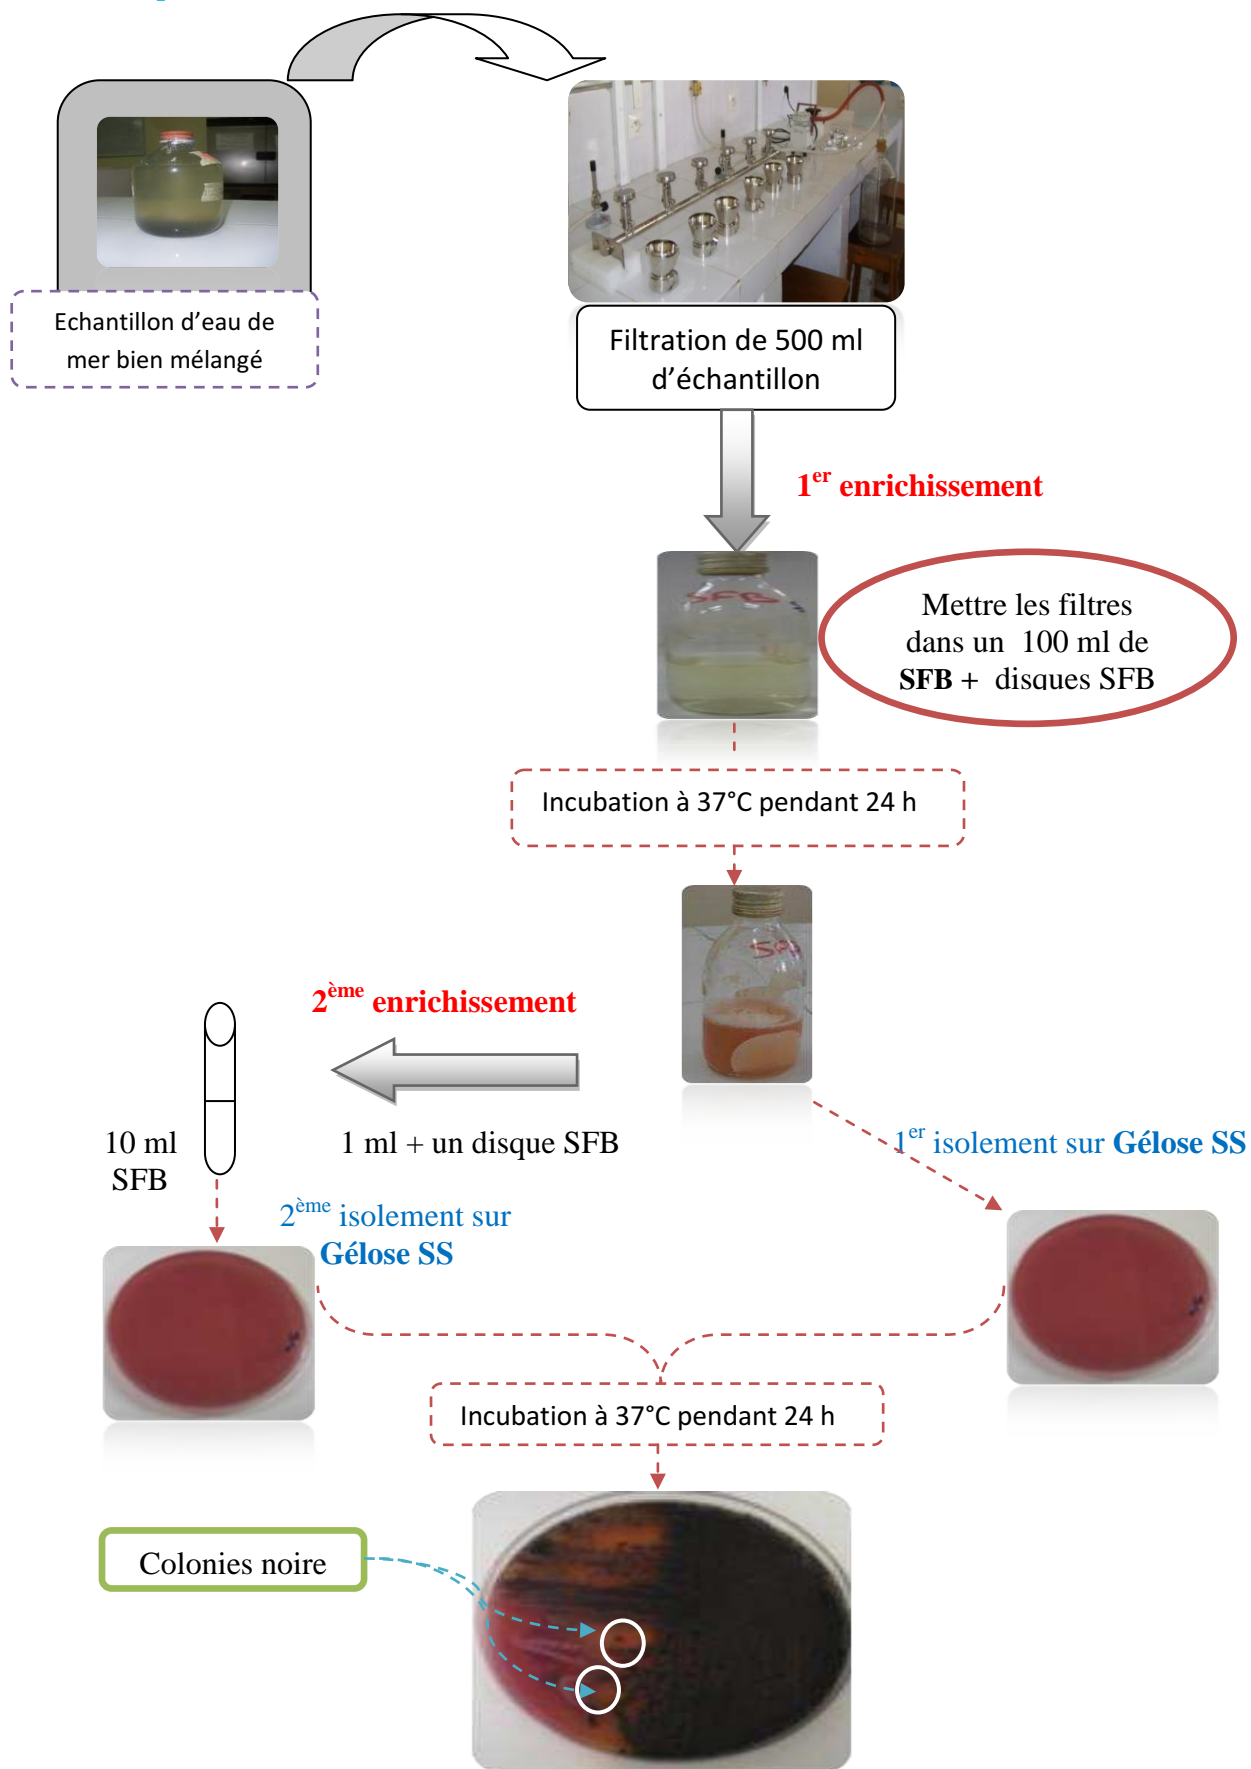 Echantillon d'eau de
mer bien mélangé
Filtration de 500 ml
d'échantillon
1er enrichissement
SFB
Mettre les filtres
dans un 100 ml de
SFB + disques SFB
Incubation à 37°C pendant 24 h
2ème enrichissement
10 ml
SFB
1 ml + un disque SFB
1er isolement sur Gélose SS
2ème isolement sur
Gélose SS
Incubation à 37°C pendant 24 h
Colonies noire